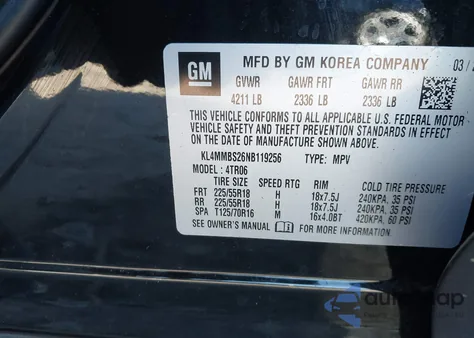 GM
MFD BY GM KOREA COMPANY 03/
GVWR GAWR FRT GAWR RR
4211 LB 2336 LB 2336 LB
THIS VEHICLE CONFORMS TO ALL APPLICABLE U.S. FEDERAL MOTOR
VEHICLE SAFETY AND THEFT PREVENTION STANDARDS IN EFFECT
ON THE DATE OF MANUFACTURE SHOWN ABOVE.
KL4MMBS26NB119256 TYPE: MPV
MODEL: 4TR06
TIRE SIZE SPEED RTG RIM COLD TIRE PRESSURE
FRT 225/55R18 H 18x7.5J 240KPA, 35 PSI
RR 225/55R18 H 18x7.5J 240KPA, 35 PSI
SPA T125/70R16 M 16x4.0BT 420KPA, 60 PSI
SEE OWNER'S MANUAL FOR MORE INFORMATION.